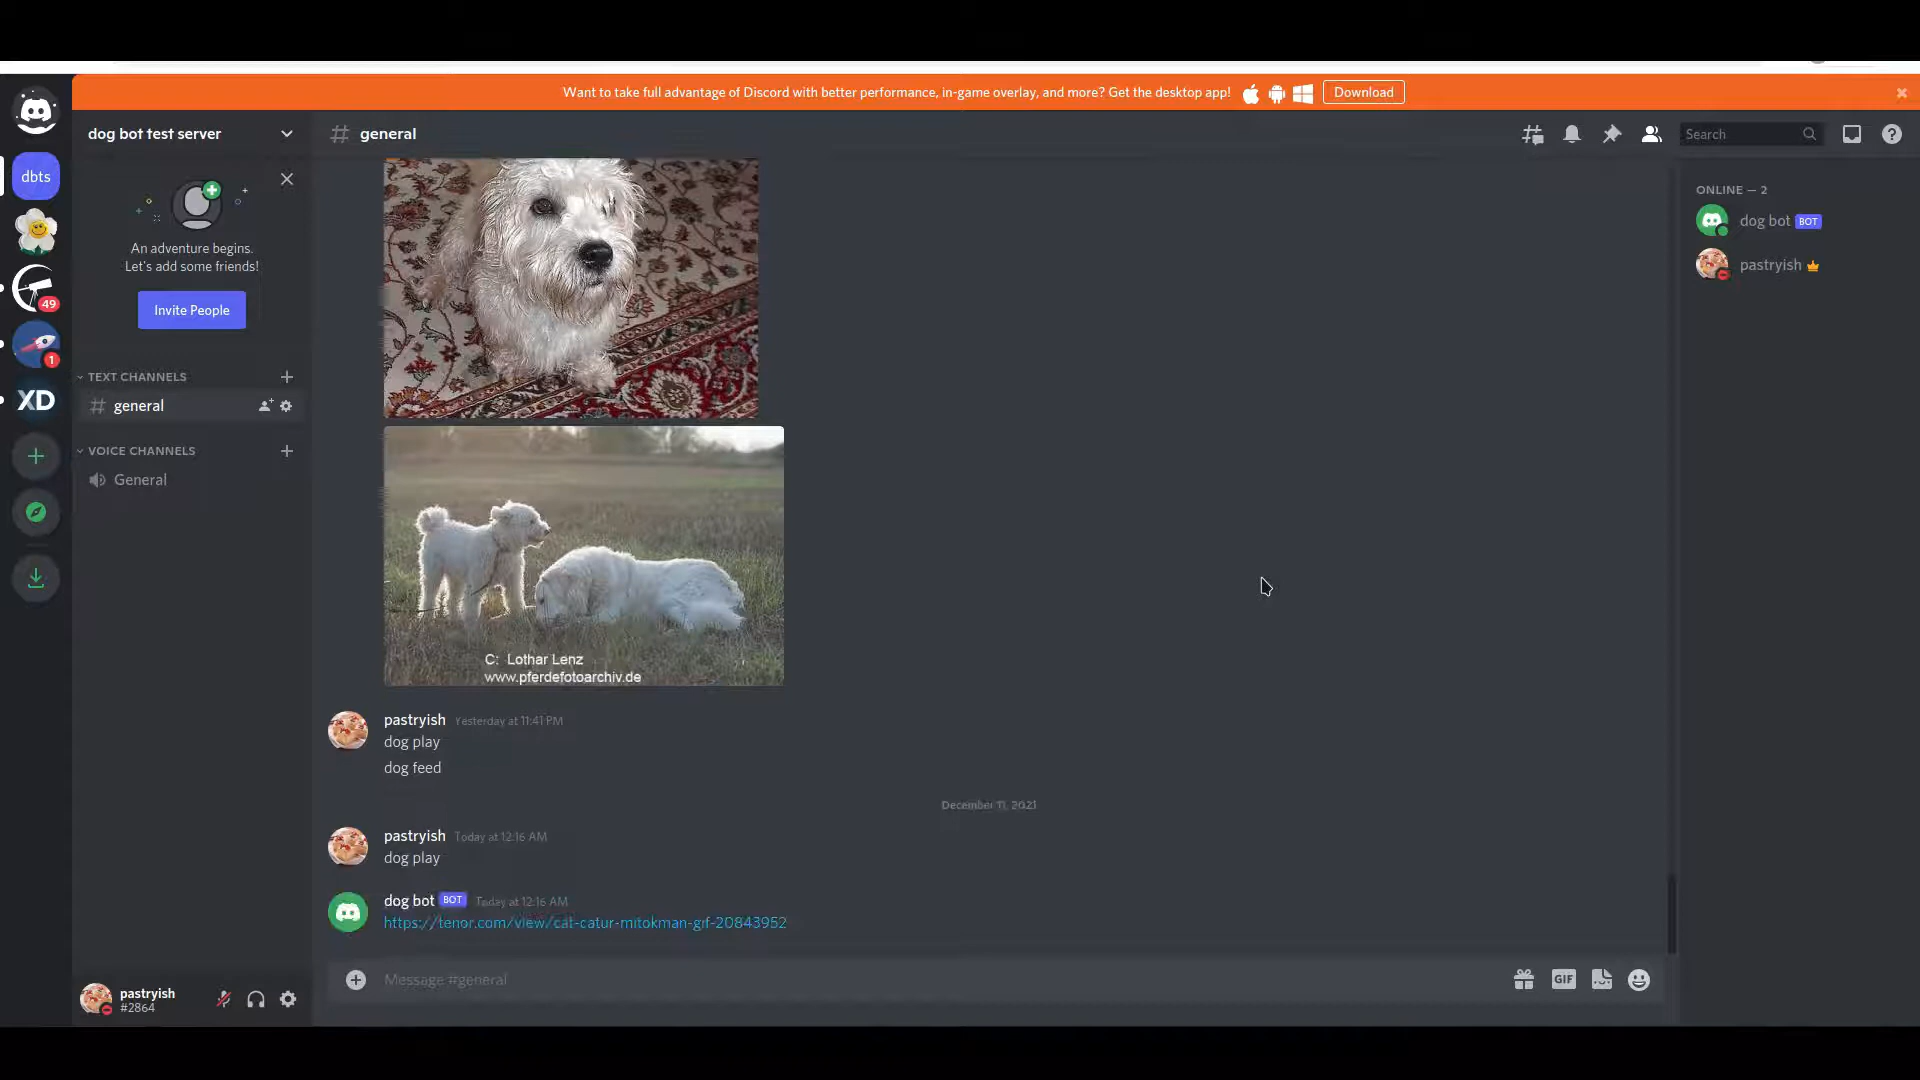 Want to take full advantage of Discord with better performance, in-game overlay, and more? Get the desktop app!
Download
dog bot test server
general
Search
dbts
An adventure begins.
Let's add some friends!
Invite People
49
1
XD
TEXT CHANNELS
general
VOICE CHANNELS
General
C: Lothar Lenz
www.pferdefotoarchiv.de
pastryish Yesterday at 11:41 PM
dog play
dog feed
December 11, 2021
pastryish Today at 12:16 AM
dog play
dog bot BOT Today at 12:16 AM
https://tenor.com/view/cat-catur-mitokman-gif-20843952
Message #general
GIF
pastryish
#2864
ONLINE — 2
dog bot BOT
pastryish